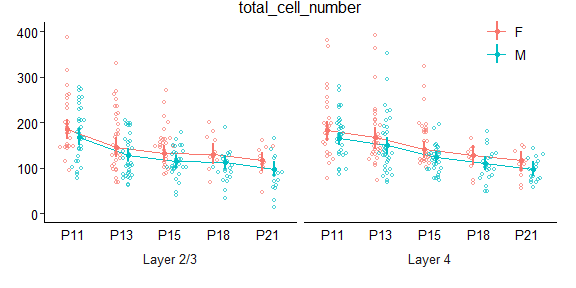 total_cell_number
F
M
400
300
200
100
0
P11 P13 P15 P18 P21 P11 P13 P15 P18 P21
Layer 2/3 Layer 4